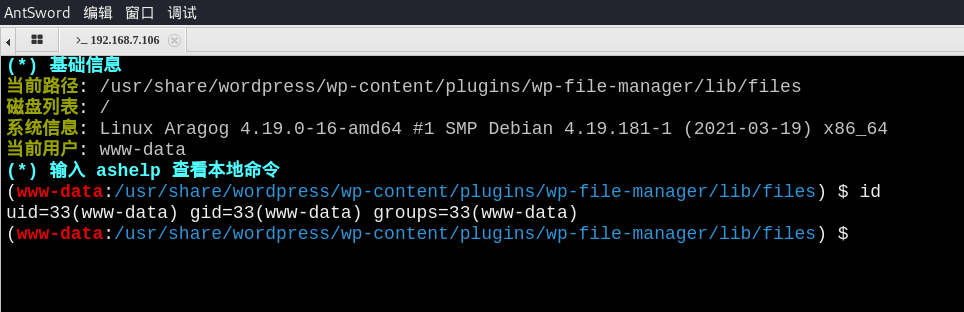 AntSword 编辑 窗口 调试
>_ 192.168.7.106
(*) 基础信息
当前路径: /usr/share/wordpress/wp-content/plugins/wp-file-manager/lib/files
磁盘列表: /
系统信息: Linux Aragog 4.19.0-16-amd64 #1 SMP Debian 4.19.181-1 (2021-03-19) x86_64
当前用户: www-data
(*) 输入 ashelp 查看本地命令
(www-data:/usr/share/wordpress/wp-content/plugins/wp-file-manager/lib/files) $ id
uid=33(www-data) gid=33(www-data) groups=33(www-data)
(www-data:/usr/share/wordpress/wp-content/plugins/wp-file-manager/lib/files) $